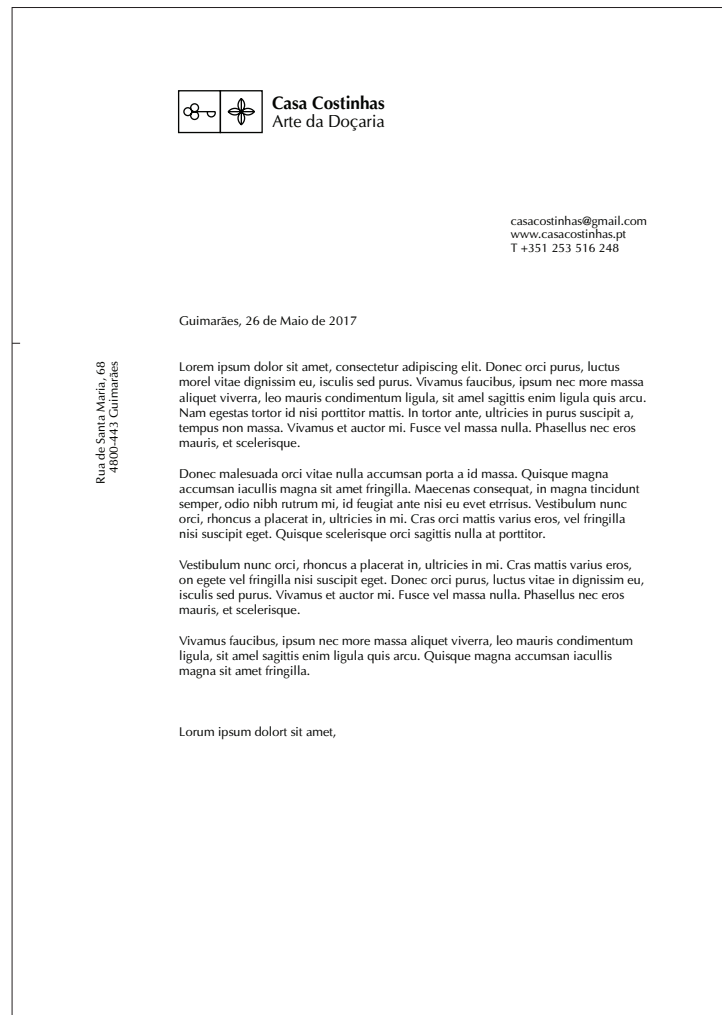 Casa Costinhas
Arte da Doçaria
casacostinhas@gmail.com
www.casacostinhas.pt
T +351 253 516 248
Guimarães, 26 de Maio de 2017
Rua de Santa Maria, 68
4800-443 Guimarães
Lorem ipsum dolor sit amet, consectetur adipiscing elit. Donec orci purus, luctus
morel vitae dignissim eu, isculis sed purus. Vivamus faucibus, ipsum nec more massa
aliquet viverra, leo mauris condimentum ligula, sit amel sagittis enim ligula quis arcu.
Nam egestas tortor id nisi porttitor mattis. In tortor ante, ultricies in purus suscipit a,
tempus non massa. Vivamus et auctor mi. Fusce vel massa nulla. Phasellus nec eros
mauris, et scelerisque.
Donec malesuada orci vitae nulla accumsan porta a id massa. Quisque magna
accumsan iacullis magna sit amet fringilla. Maecenas consequat, in magna tincidunt
semper, odio nibh rutrum mi, id feugiat ante nisi eu evet etrrisus. Vestibulum nunc
orci, rhoncus a placerat in, ultricies in mi. Cras orci mattis varius eros, vel fringilla
nisi suscipit eget. Quisque scelerisque orci sagittis nulla at porttitor.
Vestibulum nunc orci, rhoncus a placerat in, ultricies in mi. Cras mattis varius eros,
on egete vel fringilla nisi suscipit eget. Donec orci purus, luctus vitae in dignissim eu,
isculis sed purus. Vivamus et auctor mi. Fusce vel massa nulla. Phasellus nec eros
mauris, et scelerisque.
Vivamus faucibus, ipsum nec more massa aliquet viverra, leo mauris condimentum
ligula, sit amel sagittis enim ligula quis arcu. Quisque magna accumsan iacullis
magna sit amet fringilla.
Lorum ipsum dolort sit amet,